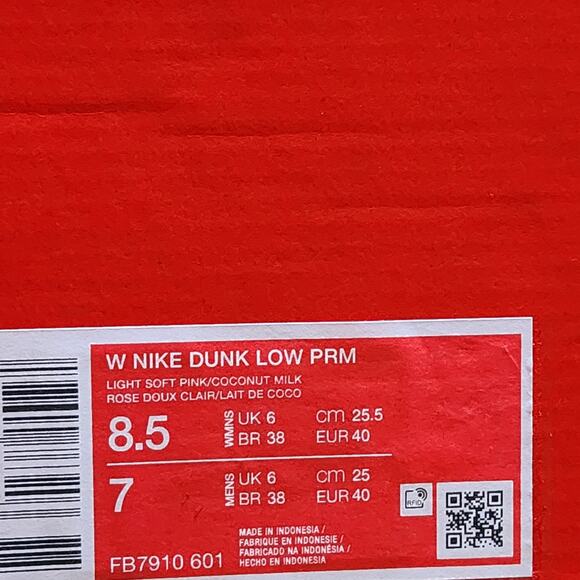 W NIKE DUNK LOW PRM
LIGHT SOFT PINK/COCONUT MILK
ROSE DOUX CLAIR/LAIT DE COCO
8.5 WMNS UK 6 cm 25.5
BR 38 EUR 40
7 MENS UK 6 cm 25
BR 38 EUR 40
RFID
MADE IN INDONESIA /
FABRIQUE EN INDONESIE /
FABRICADO NA INDONÉSIA /
HECHO EN INDONESIA
FB7910 601